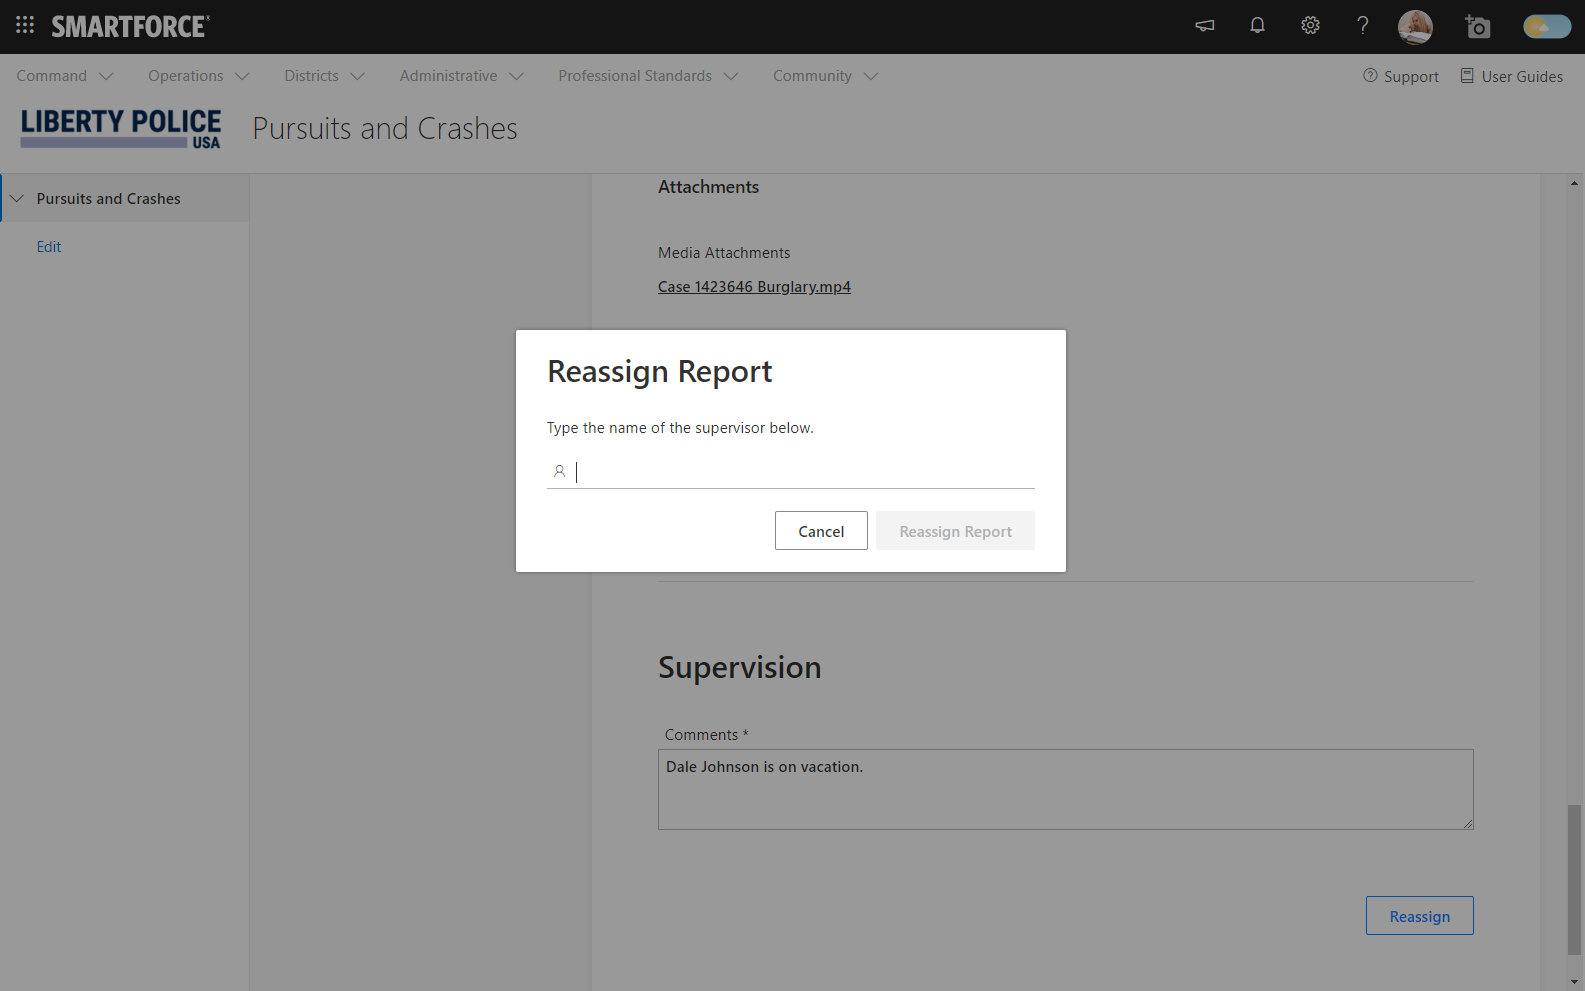 SMARTFORCE®
Command Operations Districts Administrative Professional Standards Community Support User Guides
LIBERTY POLICE
USA
Pursuits and Crashes
Pursuits and Crashes
Edit
Attachments
Media Attachments
Case 1423646 Burglary.mp4
Reassign Report
Type the name of the supervisor below.
Cancel Reassign Report
Supervision
Comments *
Dale Johnson is on vacation.
Reassign